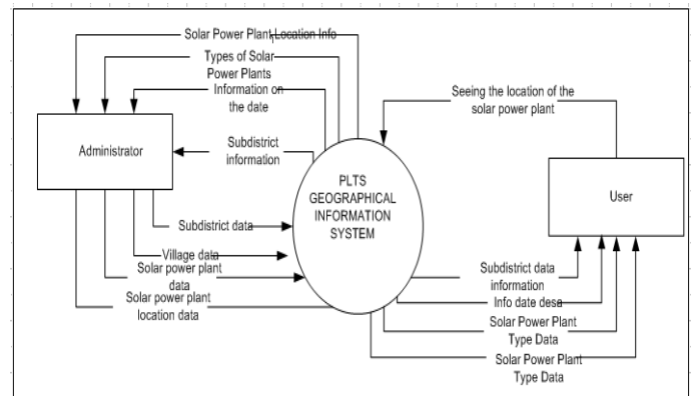 Solar Power Plant Location Info
Types of Solar
Power Plants
Information on
the date
Seeing the location of the
solar power plant
Administrator
Subdistrict
information
PLTS
GEOGRAPHICAL
INFORMATION
SYSTEM
User
Subdistrict data
Village data
Solar power plant
data
Solar power plant
location data
Subdistrict data
information
Info date desa
Solar Power Plant
Type Data
Solar Power Plant
Type Data